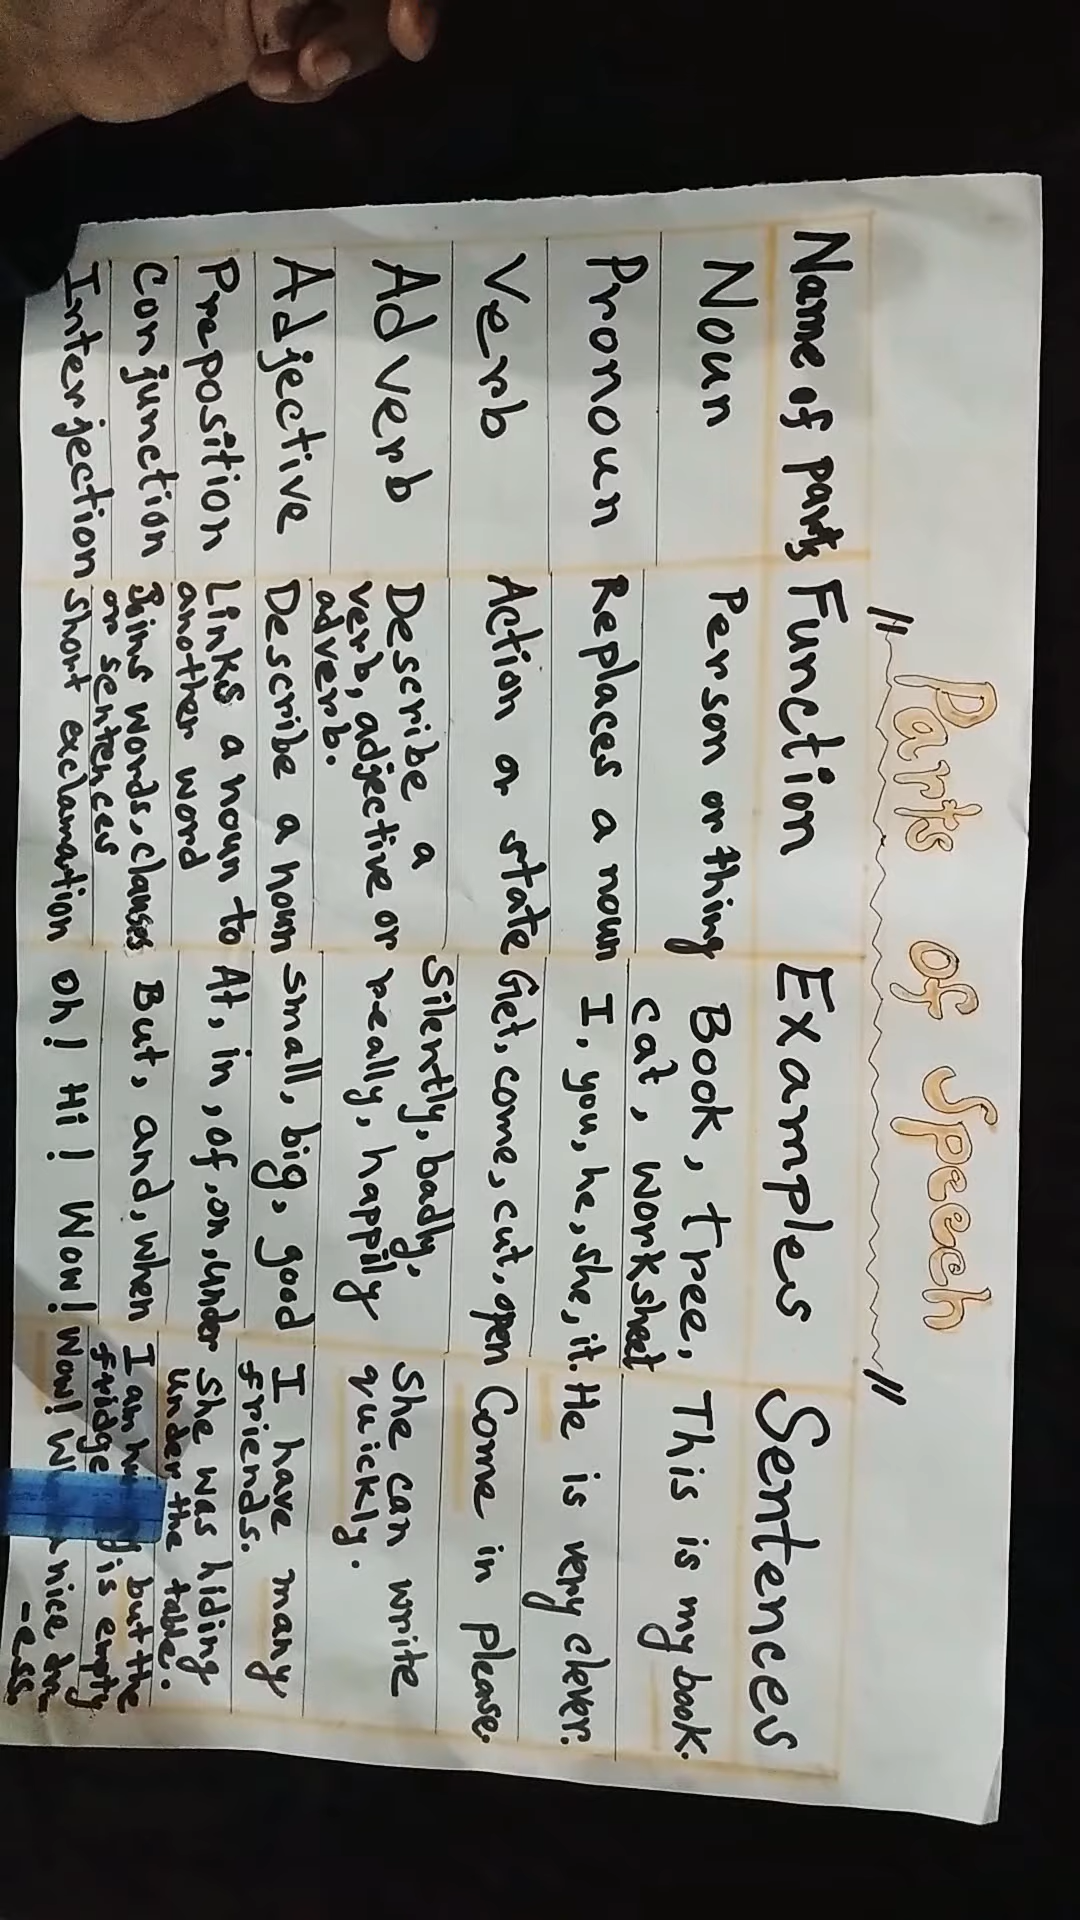 "Parts of Speech"
Name of parts Function Examples Sentences
Noun Person or thing Book, tree, This is my book.
cat, worksheet
Pronoun Replaces a noun I, you, he, she, it. He is very clever.
Verb Action or state Get, come, cut, open Come in please.
Adverb Describe a Silently, badly, She can write
verb, adjective or really, happily quickly.
adverb.
Adjective Describe a noun small, big, good I have many
friends.
Preposition Links a noun to At, in, of, on, under She was hiding
another word under the table.
Conjunction Joins words, clauses But, and, when I am but the
or sentences fridge is empty
Interjection short exclamation oh! Hi! Wow! Wow! nice
-ess.